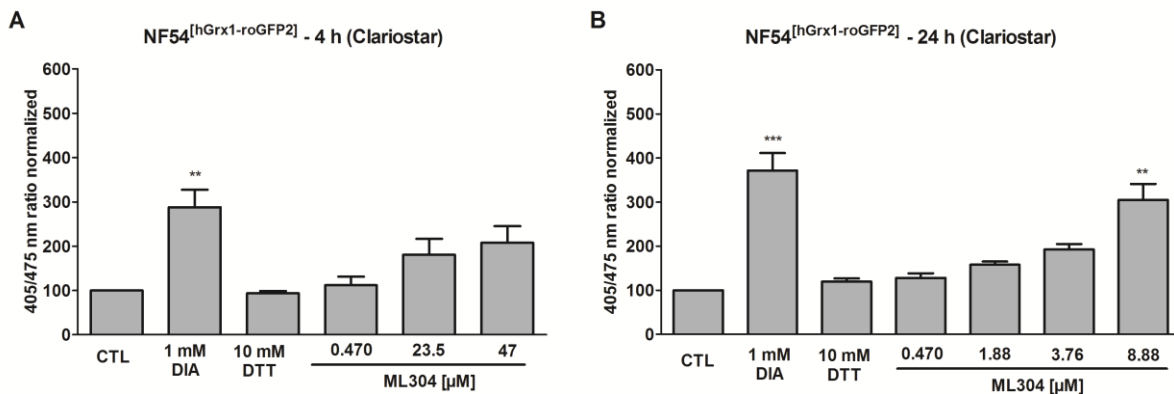 A
NF54[hGrx1-roGFP2] - 4 h (Clariostar)
405/475 nm ratio normalized
600
500
400
300
200
100
0
**
CTL
1 mM DIA
10 mM DTT
0.470
23.5
47
ML304 [µM]
B
NF54[hGrx1-roGFP2] - 24 h (Clariostar)
405/475 nm ratio normalized
600
500
400
300
200
100
0
***
**
CTL
1 mM DIA
10 mM DTT
0.470
1.88
3.76
8.88
ML304 [µM]